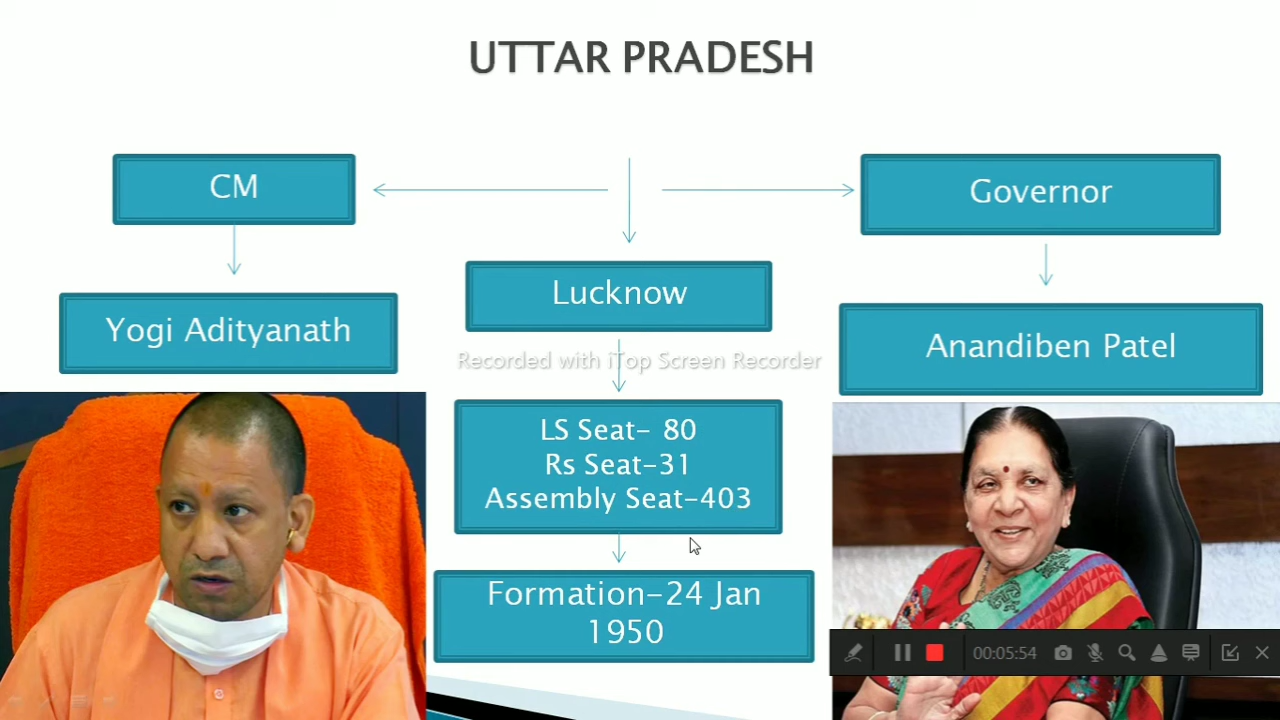 UTTAR PRADESH
CM
Governor
Lucknow
Yogi Adityanath
Anandiben Patel
Recorded with iTop Screen Recorder
LS Seat- 80
Rs Seat-31
Assembly Seat-403
Formation-24 Jan
1950
00:05:54